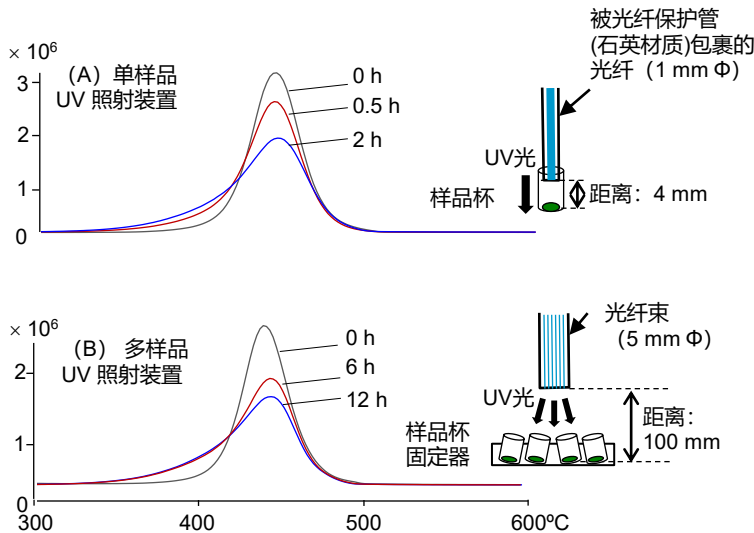 × 10⁶
(A) 单样品
UV 照射装置
3
2
1
0
0 h
0.5 h
2 h
被光纤保护管
(石英材质)包裹的
光纤（1 mm Φ）
UV光
样品杯
距离：4 mm
× 10⁶
(B) 多样品
UV 照射装置
2
1
0
0 h
6 h
12 h
300
400
500
600ºC
光纤束
（5 mm Φ）
UV光
样品杯
固定器
距离：
100 mm